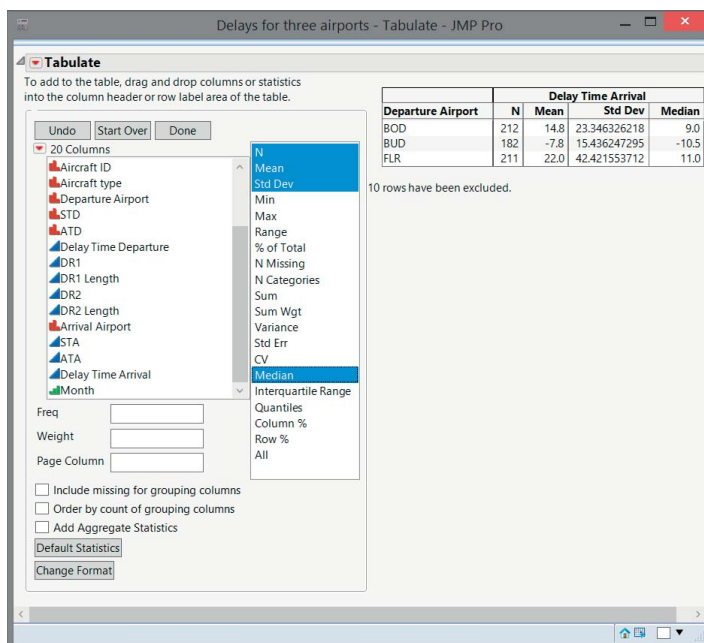 Delays for three airports - Tabulate - JMP Pro
Tabulate
To add to the table, drag and drop columns or statistics
into the column header or row label area of the table.
Undo Start Over Done
20 Columns
Aircraft ID
Aircraft type
Departure Airport
STD
ATD
Delay Time Departure
DR1
DR1 Length
DR2
DR2 Length
Arrival Airport
STA
ATA
Delay Time Arrival
Month
N
Mean
Std Dev
Min
Max
Range
% of Total
N Missing
N Categories
Sum
Sum Wgt
Variance
Std Err
CV
Median
Interquartile Range
Quantiles
Column %
Row %
All
Freq
Weight
Page Column
Include missing for grouping columns
Order by count of grouping columns
Add Aggregate Statistics
Default Statistics
Change Format
Delay Time Arrival
Departure Airport N Mean Std Dev Median
BOD 212 14.8 23.346326218 9.0
BUD 182 -7.8 15.436247295 -10.5
FLR 211 22.0 42.421553712 11.0
10 rows have been excluded.